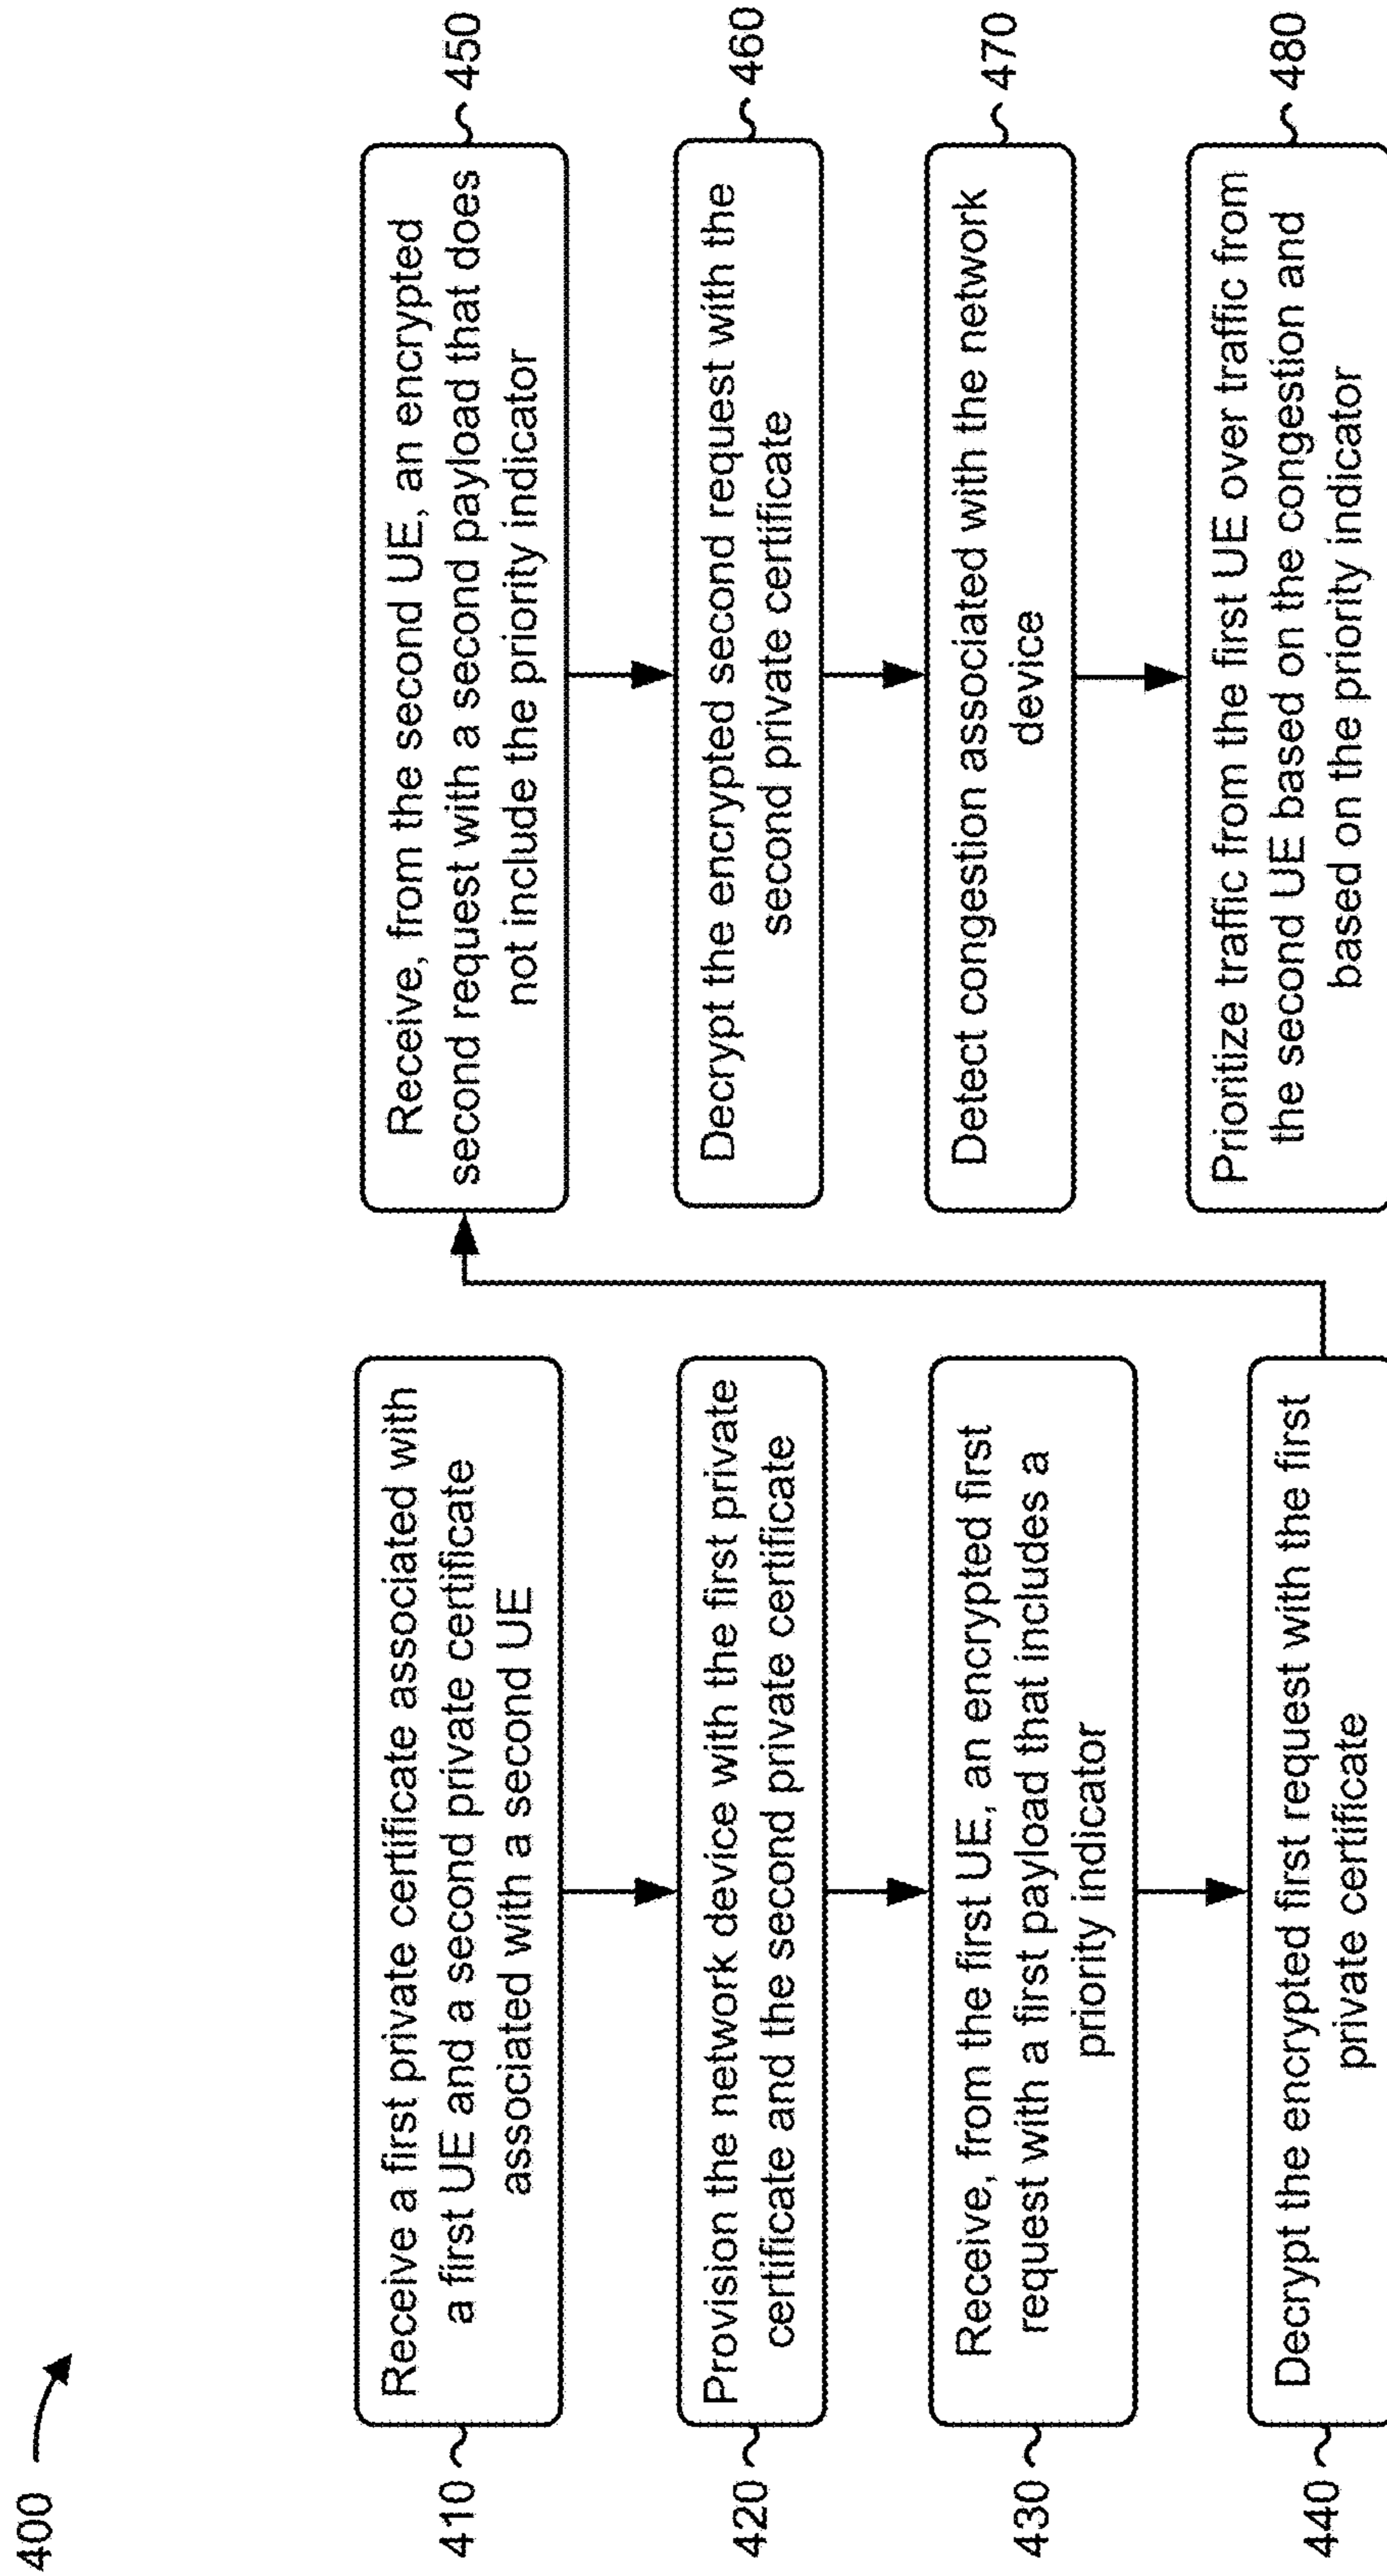 400
410
Receive a first private certificate associated with
a first UE and a second private certificate
associated with a second UE
420
Provision the network device with the first private
certificate and the second private certificate
430
Receive, from the first UE, an encrypted first
request with a first payload that includes a
priority indicator
440
Decrypt the encrypted first request with the first
private certificate
450
Receive, from the second UE, an encrypted
second request with a second payload that does
not include the priority indicator
460
Decrypt the encrypted second request with the
second private certificate
470
Detect congestion associated with the network
device
480
Prioritize traffic from the first UE over traffic from
the second UE based on the congestion and
based on the priority indicator